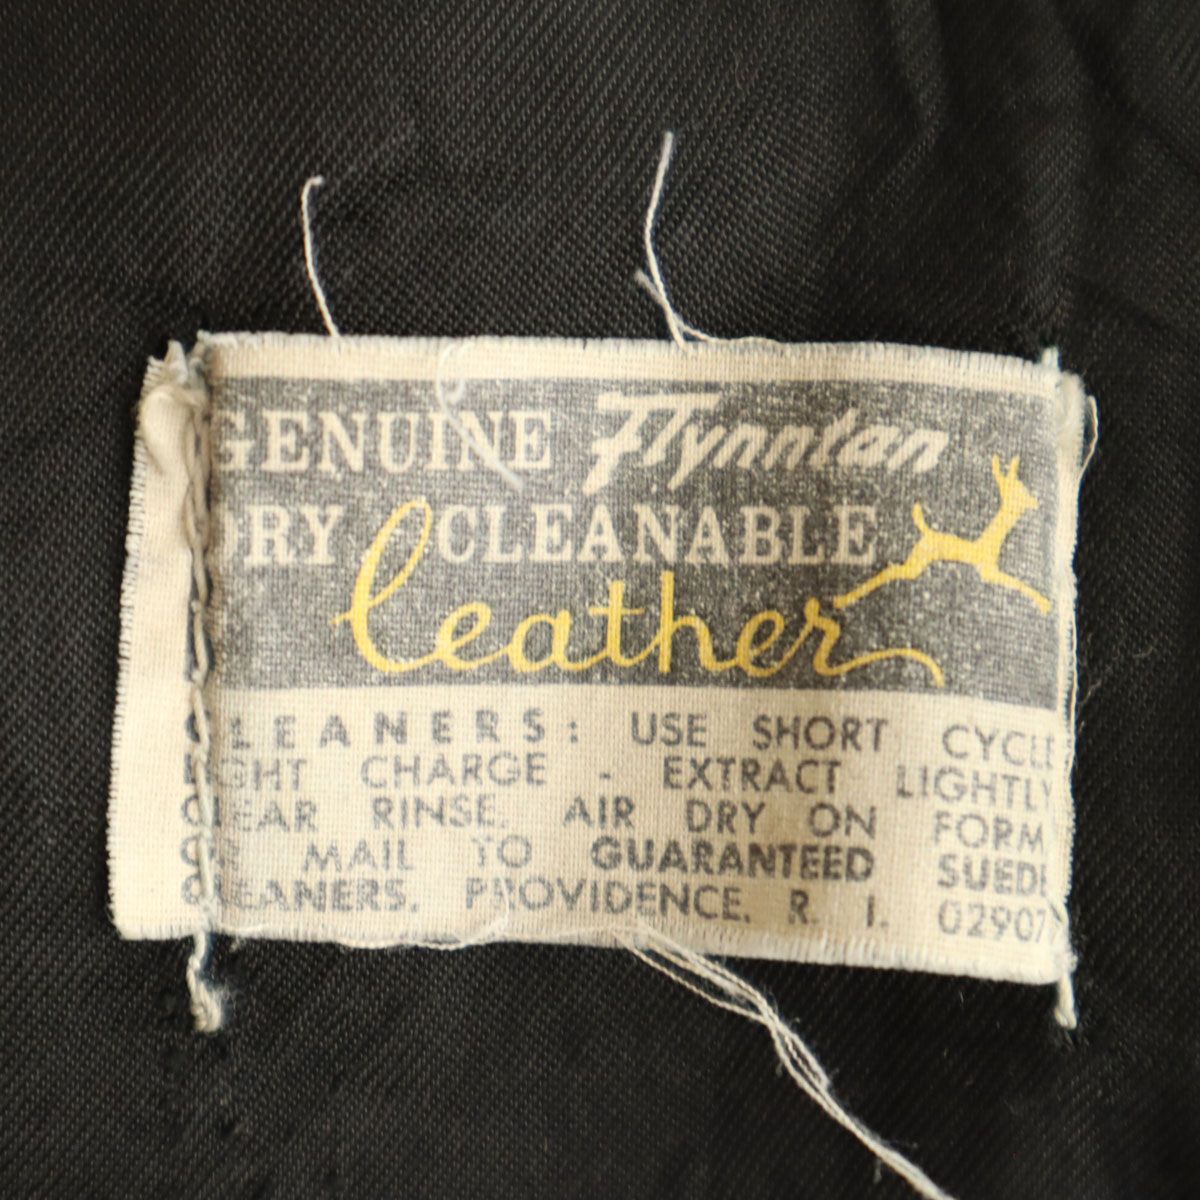 GENUINE Flynntan
DRY CLEANABLE
leather
CLEANERS: USE SHORT CYCLE
LIGHT CHARGE - EXTRACT LIGHTLY
CLEAR RINSE. AIR DRY ON FORM
OR MAIL TO GUARANTEED SUEDE
CLEANERS, PROVIDENCE, R. I. 02907